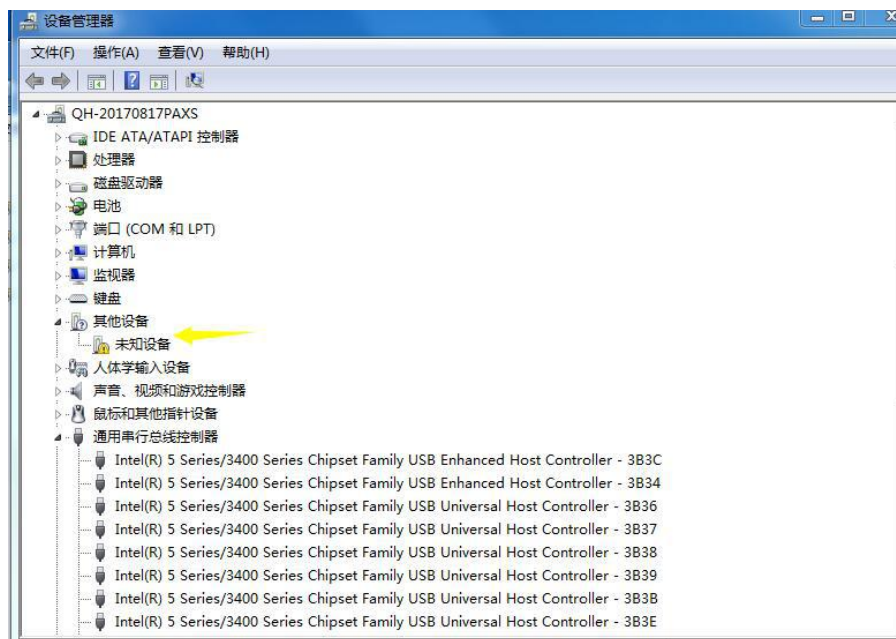 设备管理器
文件(F) 操作(A) 查看(V) 帮助(H)
QH-20170817PAXS
IDE ATA/ATAPI 控制器
处理器
磁盘驱动器
电池
端口 (COM 和 LPT)
计算机
监视器
键盘
其他设备
未知设备
人体学输入设备
声音、视频和游戏控制器
鼠标和其他指针设备
通用串行总线控制器
Intel(R) 5 Series/3400 Series Chipset Family USB Enhanced Host Controller - 3B3C
Intel(R) 5 Series/3400 Series Chipset Family USB Enhanced Host Controller - 3B34
Intel(R) 5 Series/3400 Series Chipset Family USB Universal Host Controller - 3B36
Intel(R) 5 Series/3400 Series Chipset Family USB Universal Host Controller - 3B37
Intel(R) 5 Series/3400 Series Chipset Family USB Universal Host Controller - 3B38
Intel(R) 5 Series/3400 Series Chipset Family USB Universal Host Controller - 3B39
Intel(R) 5 Series/3400 Series Chipset Family USB Universal Host Controller - 3B3B
Intel(R) 5 Series/3400 Series Chipset Family USB Universal Host Controller - 3B3E